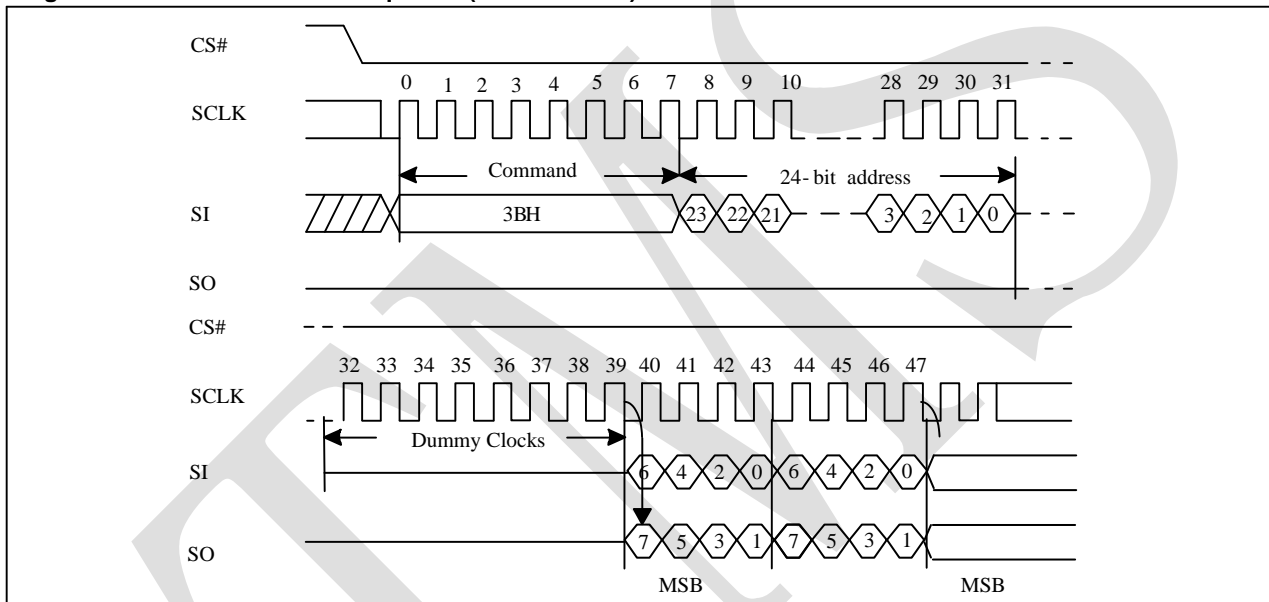 CS#
0 1 2 3 4 5 6 7 8 9 10 28 29 30 31
SCLK
Command
24- bit address
SI
3BH
23 22 21 3 2 1 0
SO
CS#
32 33 34 35 36 37 38 39 40 41 42 43 44 45 46 47
SCLK
Dummy Clocks
SI
6 4 2 0 6 4 2 0
SO
7 5 3 1 7 5 3 1
MSB MSB